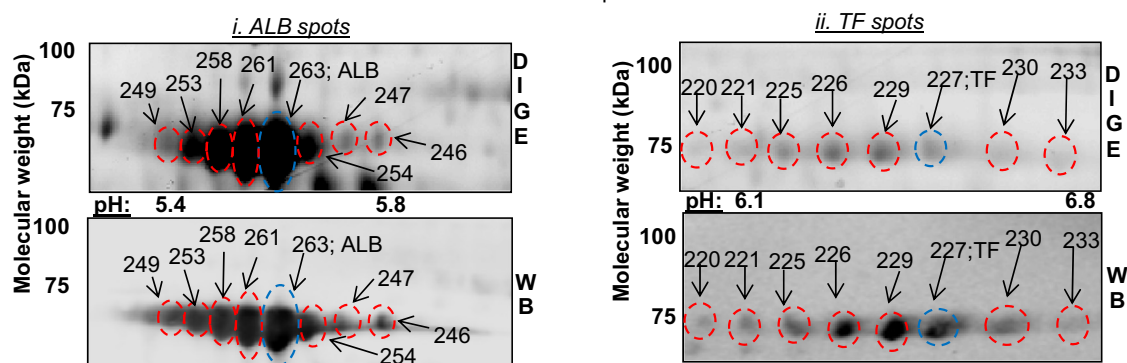 i. ALB spots
Molecular weight (kDa)
100
75
249
253
258
261
263; ALB
247
246
254
D
I
G
E
pH: 5.4 5.8
Molecular weight (kDa)
100
75
249
253
258
261
263; ALB
247
246
254
W
B
ii. TF spots
Molecular weight (kDa)
100
75
220
221
225
226
229
227;TF
230
233
D
I
G
E
pH: 6.1 6.8
100
75
220
221
225
226
229
227;TF
230
233
W
B